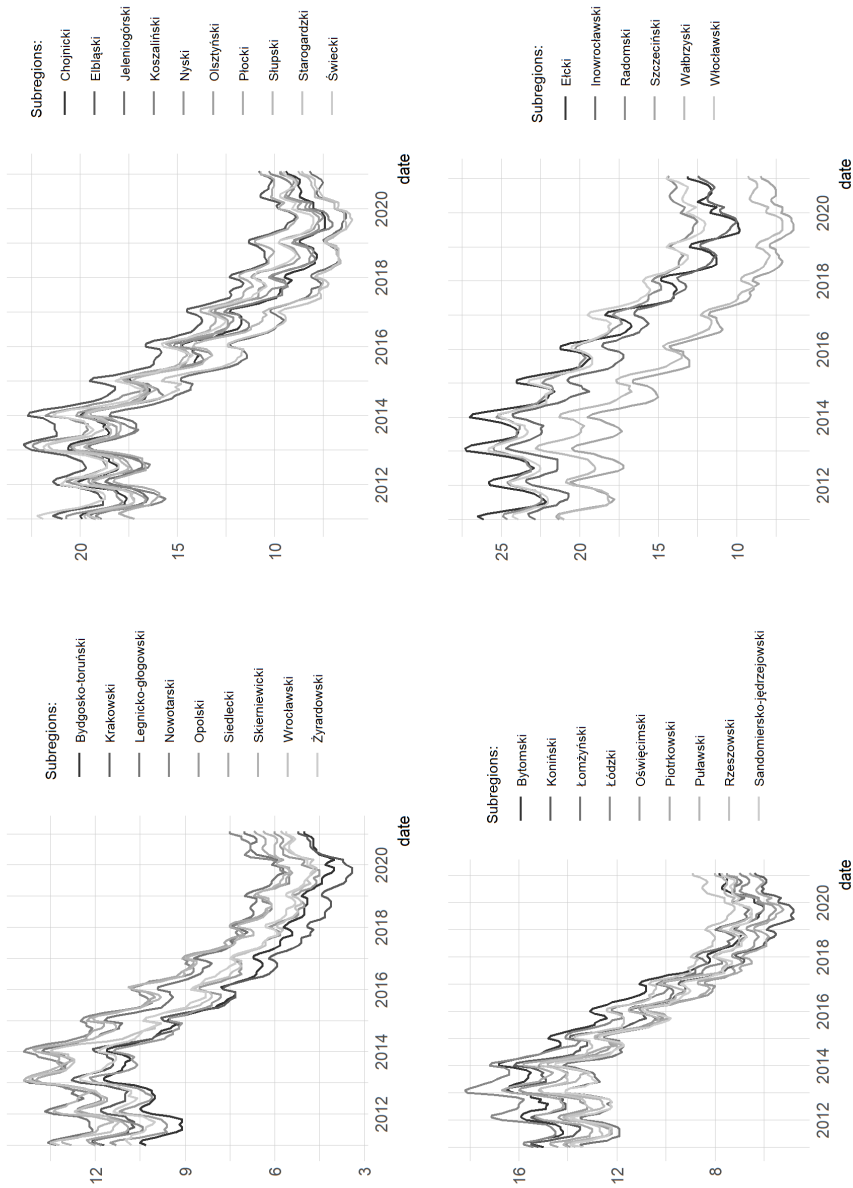 Subregions:
Bydgosko-toruński
Krakowski
Legnicko-głogowski
Nowotarski
Opolski
Siedlecki
Skierniewicki
Wrocławski
Żyrardowski
12
9
3
2012
2014
2016
2018
2020
date
Subregions:
Chojnicki
Elbląski
Jeleniogórski
Koszaliński
Nyski
Olsztyński
Płocki
Słupski
Starogardzki
Świecki
20
15
10
2012
2014
2016
2018
2020
date
Subregions:
Bytomski
Koniński
Łomżyński
Łódzki
Oświęcimski
Piotrkowski
Puławski
Rzeszowski
Sandomiersko-jędrzejowski
16
12
8
2012
2014
2016
2018
2020
date
Subregions:
Ełcki
Inowrocławski
Radomski
Szczeciński
Wałbrzyski
Włocławski
25
20
15
10
2012
2014
2016
2018
2020
date